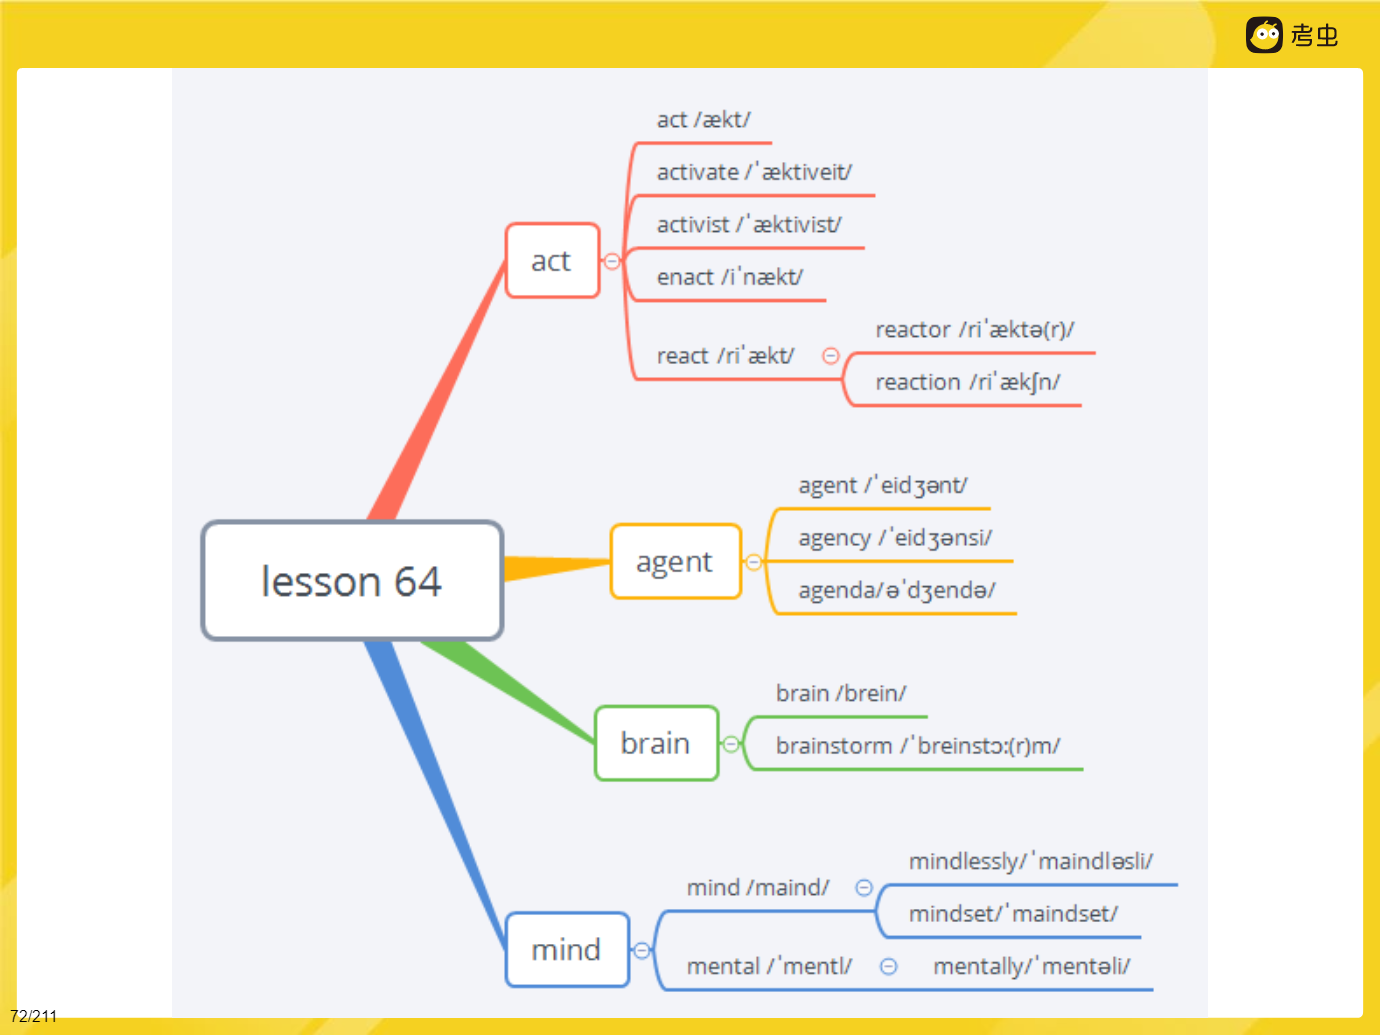 考虫
act /ækt/
activate /ˈæktiveit/
activist /ˈæktivist/
act
enact /iˈnækt/
react /riˈækt/
reactor /riˈæktə(r)/
reaction /riˈækʃn/
agent /ˈeidʒənt/
agency /ˈeidʒənsi/
agent
agenda/əˈdʒendə/
lesson 64
brain /brein/
brain
brainstorm /ˈbreinstɔː(r)m/
mindlessly/ˈmaindləsli/
mind /maind/
mindset/ˈmaindset/
mind
mental /ˈmentl/
mentally/ˈmentəli/
72/211